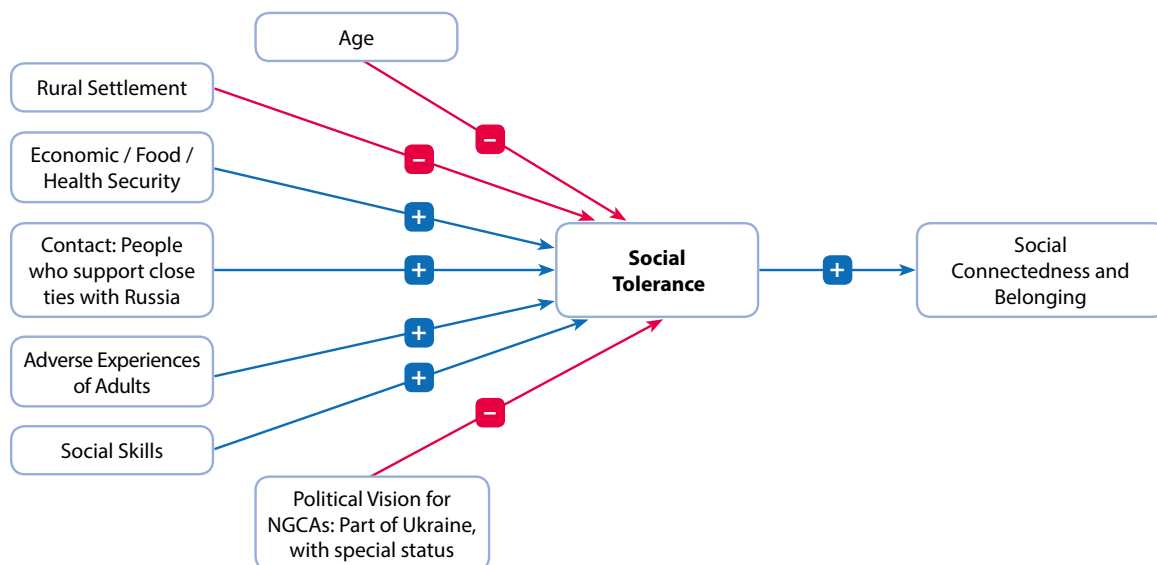 Age
Rural Settlement
−
−
Economic / Food /
Health Security
+
Contact: People
who support close
ties with Russia
+
Social
Tolerance
+
Social
Connectedness and
Belonging
Adverse Experiences
of Adults
+
+
Social Skills
−
Political Vision for
NGCAs: Part of Ukraine,
with special status